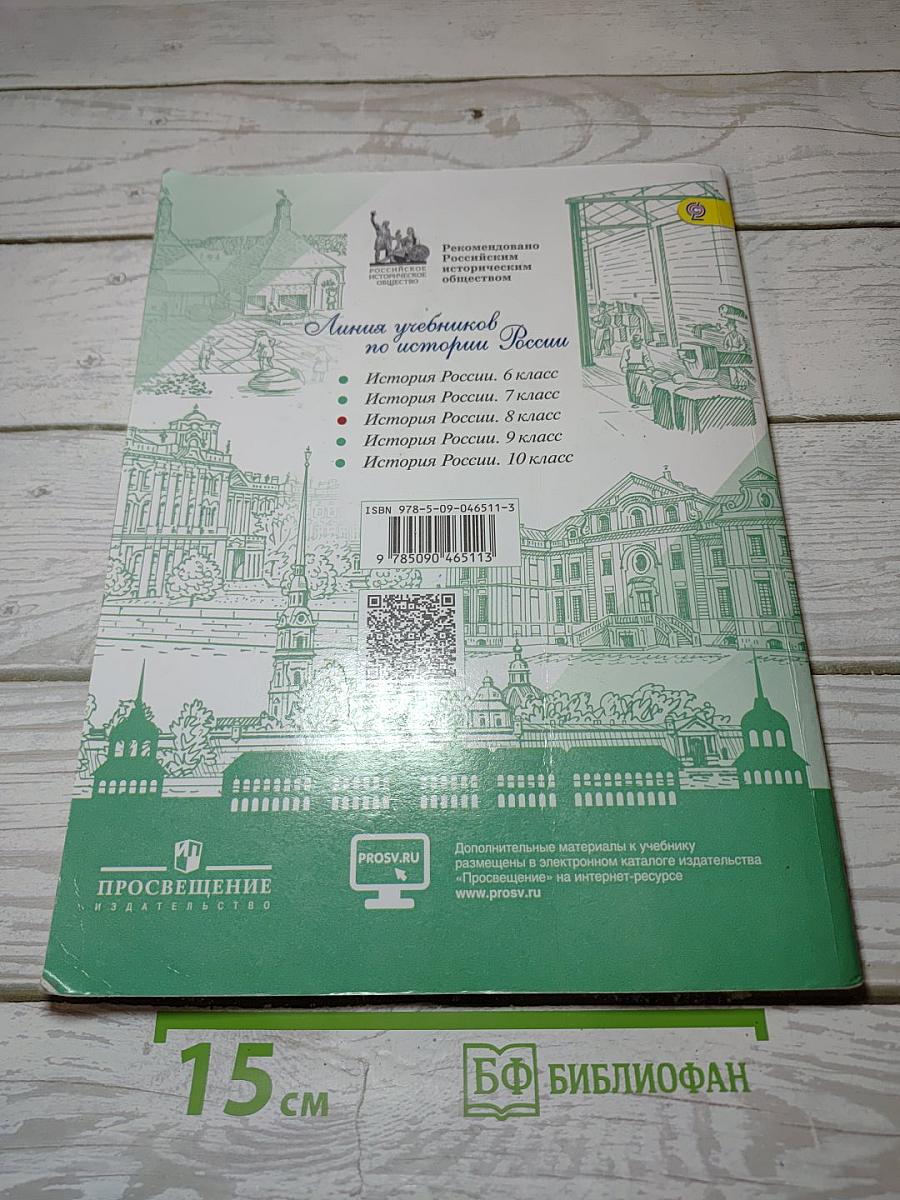 РОССИЙСКОЕ
ИСТОРИЧЕСКОЕ
ОБЩЕСТВО
Рекомендовано
Российским
историческим
обществом
Линия учебников
по истории России
История России. 6 класс
История России. 7 класс
История России. 8 класс
История России. 9 класс
История России. 10 класс
ISBN 978-5-09-046511-3
9 785090 465113
ПРОСВЕЩЕНИЕ
ИЗДАТЕЛЬСТВО
PROSV.RU
Дополнительные материалы к учебнику
размещены в электронном каталоге издательства
«Просвещение» на интернет-ресурсе
www.prosv.ru
15 см
БФ БИБЛИОФАН